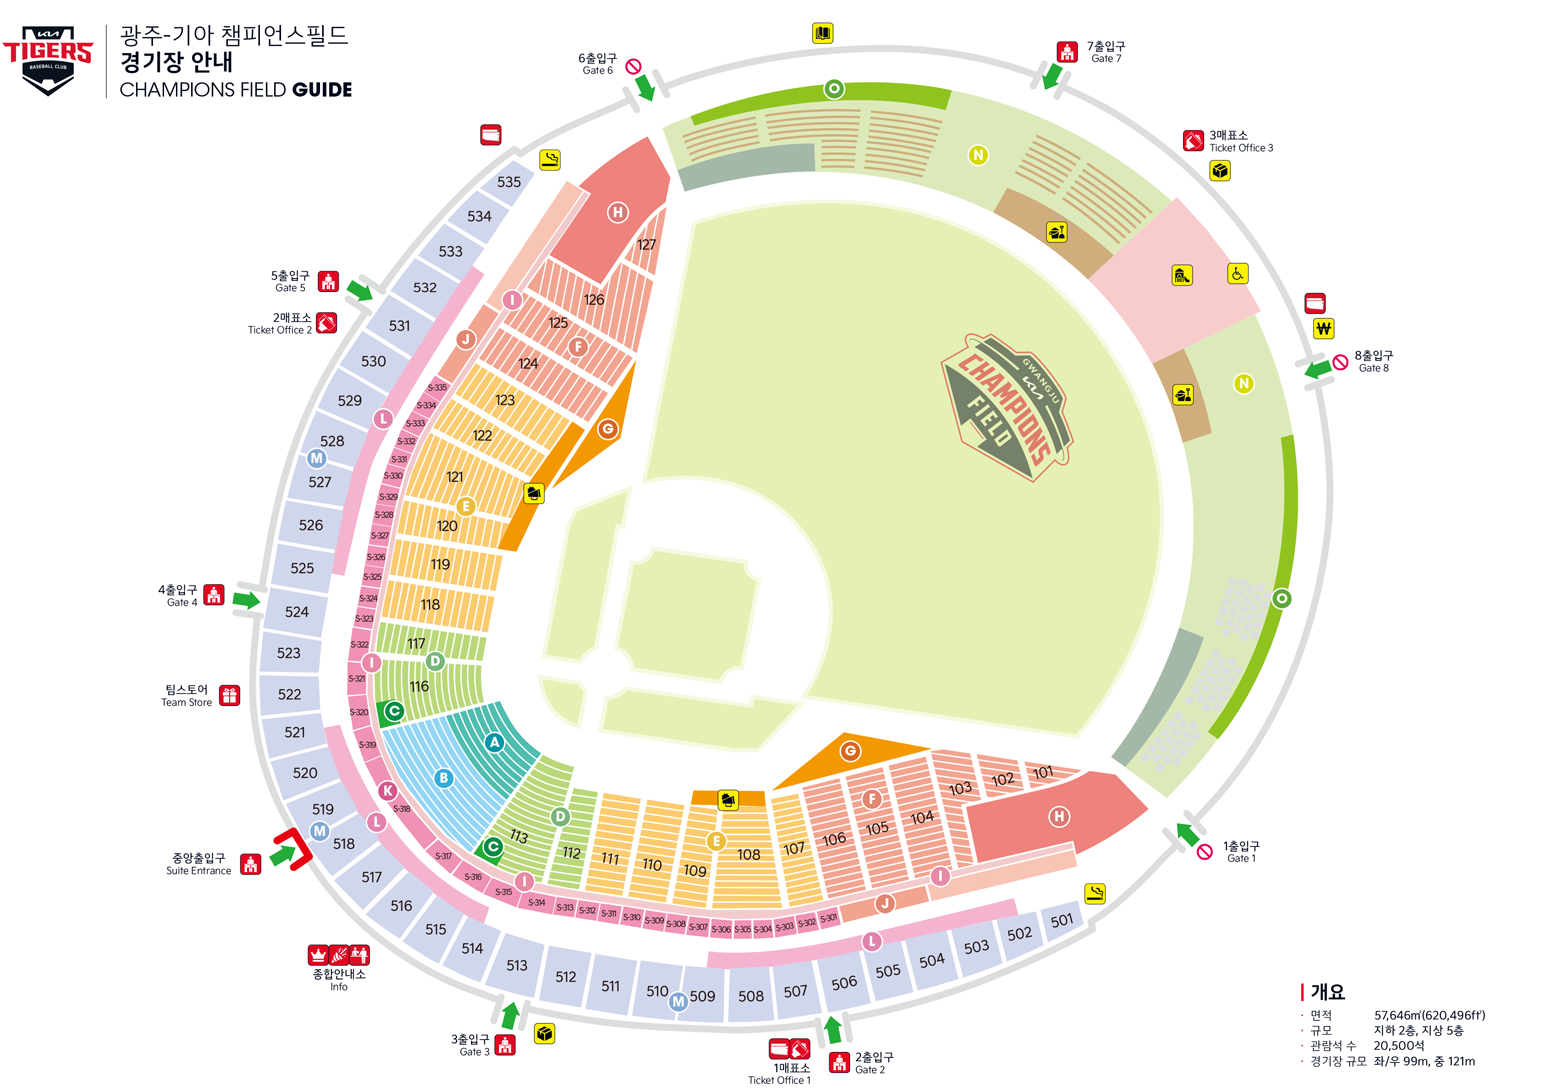 KIA
TIGERS
BASEBALL CLUB
광주-기아 챔피언스필드
경기장 안내
CHAMPIONS FIELD GUIDE
6출입구
Gate 6
7출입구
Gate 7
3매표소
Ticket Office 3
8출입구
Gate 8
5출입구
Gate 5
2매표소
Ticket Office 2
4출입구
Gate 4
팀스토어
Team Store
중앙출입구
Suite Entrance
종합안내소
Info
3출입구
Gate 3
1매표소
Ticket Office 1
2출입구
Gate 2
1출입구
Gate 1
O
N
N
O
₩
GWANGJU
KIA
CHAMPIONS
FIELD
535
534
533
532
531
530
529
528
M
527
526
525
524
523
522
521
520
519
M
518
517
516
515
514
513
512
511
510
M
509
508
507
506
505
504
503
502
501
L
L
L
H
127
126
I
125
F
J
124
123
122
121
E
120
119
118
117
D
116
I
C
A
B
K
C
113
D
112
111
110
109
E
108
107
106
F
105
104
103
102
101
G
G
H
I
I
J
S-335
S-334
S-333
S-332
S-331
S-330
S-329
S-328
S-327
S-326
S-325
S-324
S-323
S-322
S-321
S-320
S-319
S-318
S-317
S-316
S-315
S-314
S-313
S-312
S-311
S-310
S-309
S-308
S-307
S-306
S-305
S-304
S-303
S-302
S-301
개요
· 면적 57,646㎡(620,496ft²)
· 규모 지하 2층, 지상 5층
· 관람석 수 20,500석
· 경기장 규모 좌/우 99m, 중 121m